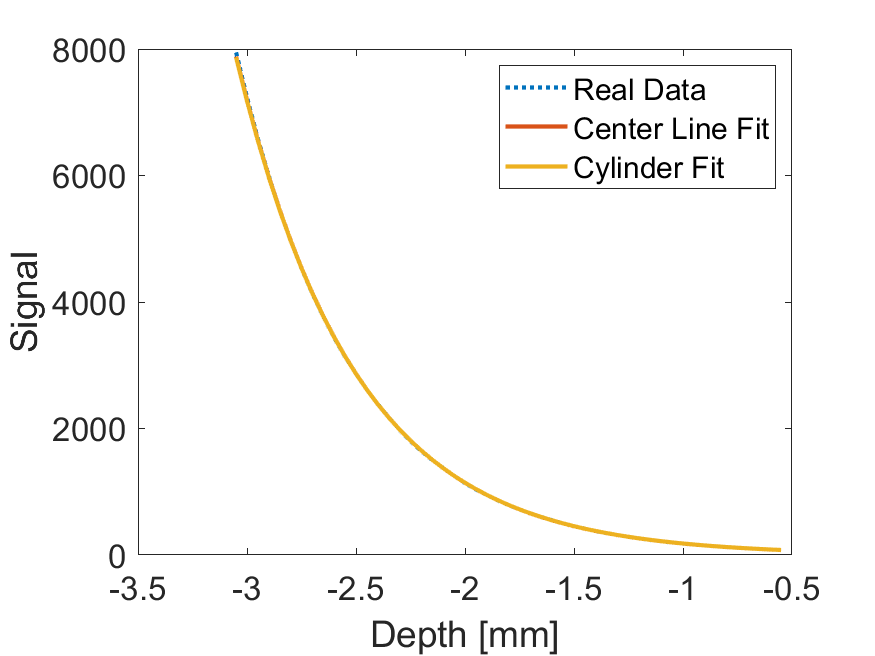 8000
6000
4000
2000
0
Signal
Real Data
Center Line Fit
Cylinder Fit
-3.5 -3 -2.5 -2 -1.5 -1 -0.5
Depth [mm]